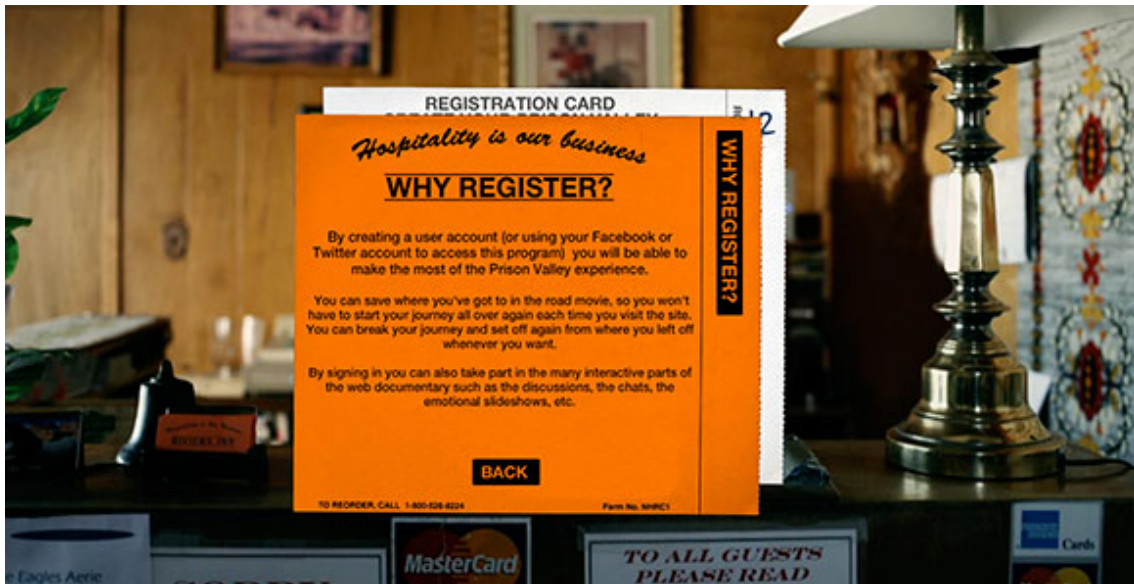 REGISTRATION CARD
12
Hospitality is our business
WHY REGISTER?
WHY REGISTER?
By creating a user account (or using your Facebook or
Twitter account to access this program) you will be able to
make the most of the Prison Valley experience.
You can save where you've got to in the road movie, so you won't
have to start your journey all over again each time you visit the site.
You can break your journey and set off again from where you left off
whenever you want.
By signing in you can also take part in the many interactive parts of
the web documentary such as the discussions, the chats, the
emotional slideshows, etc.
BACK
TO REORDER, CALL 1-800-526-8224
Form No. NHRC1
RIVIERA INN
Eagles Aerie
MasterCard
TO ALL GUESTS
PLEASE READ
Cards